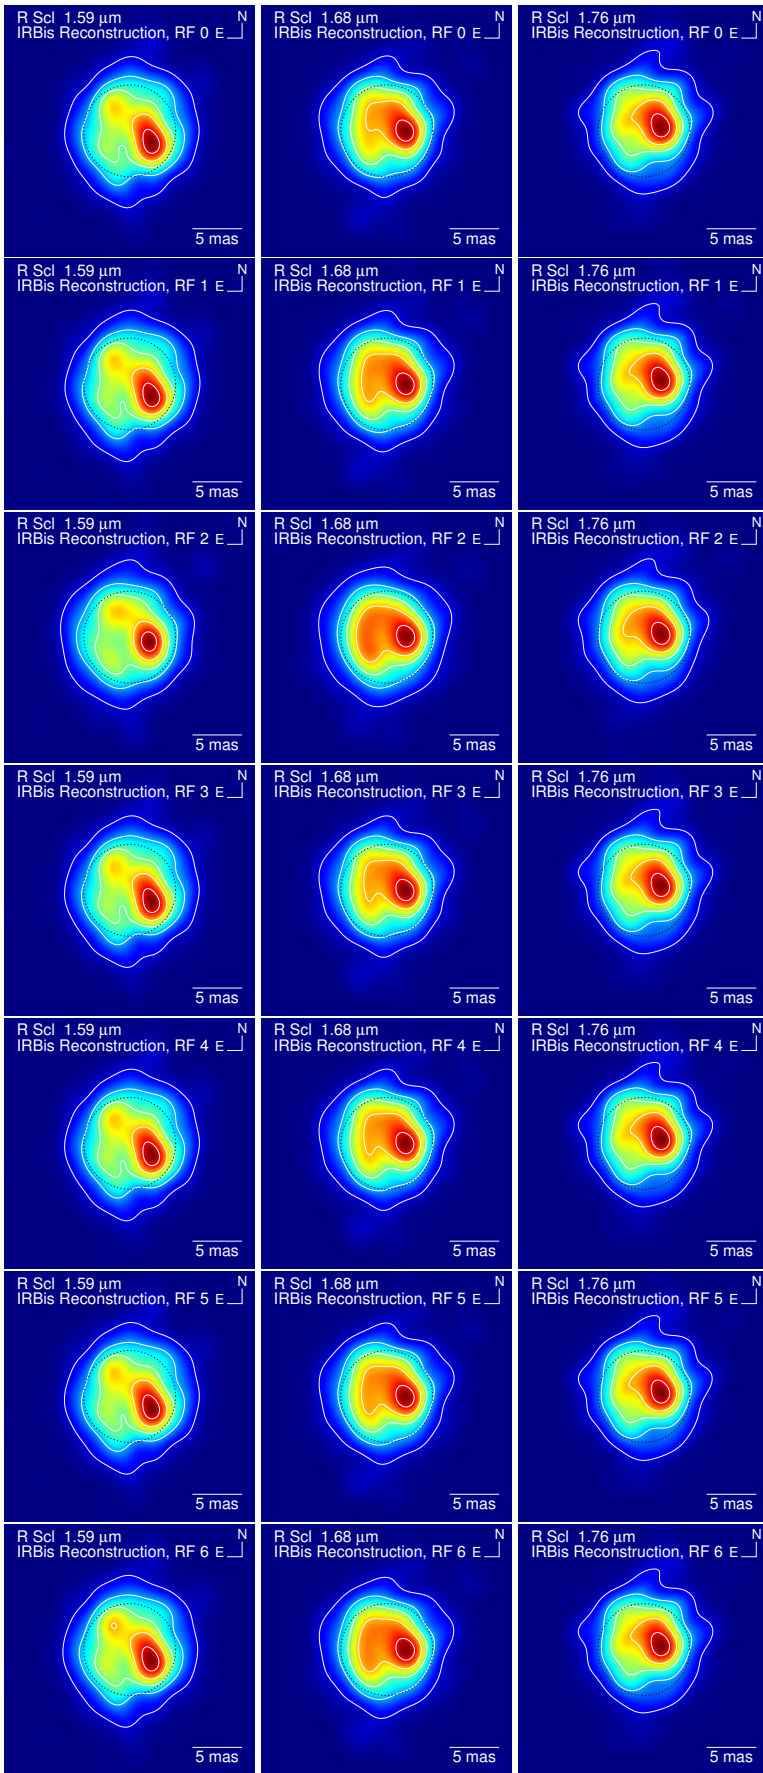 R Scl 1.59 µm N
IRBis Reconstruction, RF 0 E
5 mas
R Scl 1.68 µm N
IRBis Reconstruction, RF 0 E
5 mas
R Scl 1.76 µm N
IRBis Reconstruction, RF 0 E
5 mas
R Scl 1.59 µm N
IRBis Reconstruction, RF 1 E
5 mas
R Scl 1.68 µm N
IRBis Reconstruction, RF 1 E
5 mas
R Scl 1.76 µm N
IRBis Reconstruction, RF 1 E
5 mas
R Scl 1.59 µm N
IRBis Reconstruction, RF 2 E
5 mas
R Scl 1.68 µm N
IRBis Reconstruction, RF 2 E
5 mas
R Scl 1.76 µm N
IRBis Reconstruction, RF 2 E
5 mas
R Scl 1.59 µm N
IRBis Reconstruction, RF 3 E
5 mas
R Scl 1.68 µm N
IRBis Reconstruction, RF 3 E
5 mas
R Scl 1.76 µm N
IRBis Reconstruction, RF 3 E
5 mas
R Scl 1.59 µm N
IRBis Reconstruction, RF 4 E
5 mas
R Scl 1.68 µm N
IRBis Reconstruction, RF 4 E
5 mas
R Scl 1.76 µm N
IRBis Reconstruction, RF 4 E
5 mas
R Scl 1.59 µm N
IRBis Reconstruction, RF 5 E
5 mas
R Scl 1.68 µm N
IRBis Reconstruction, RF 5 E
5 mas
R Scl 1.76 µm N
IRBis Reconstruction, RF 5 E
5 mas
R Scl 1.59 µm N
IRBis Reconstruction, RF 6 E
5 mas
R Scl 1.68 µm N
IRBis Reconstruction, RF 6 E
5 mas
R Scl 1.76 µm N
IRBis Reconstruction, RF 6 E
5 mas